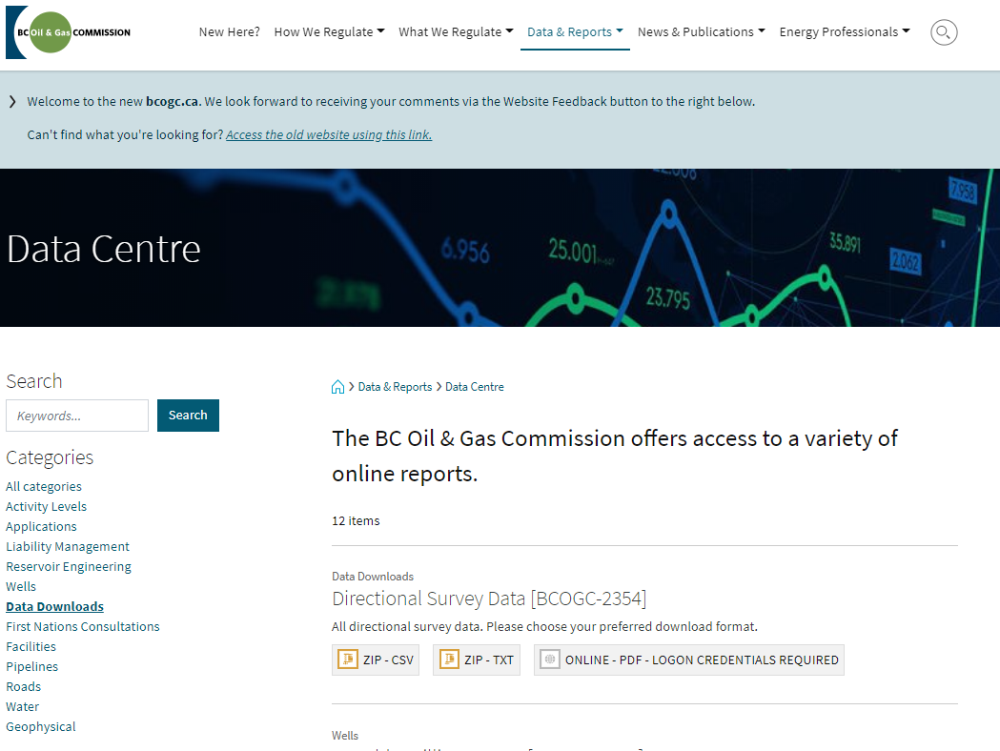 BC Oil & Gas COMMISSION
New Here? How We Regulate What We Regulate Data & Reports News & Publications Energy Professionals
Welcome to the new bcogc.ca. We look forward to receiving your comments via the Website Feedback button to the right below.
Can't find what you're looking for? Access the old website using this link.
7.958
6.956
25.001
35.891
2.062
23.795
Data Centre
Search
Keywords...
Search
Categories
All categories
Activity Levels
Applications
Liability Management
Reservoir Engineering
Wells
Data Downloads
First Nations Consultations
Facilities
Pipelines
Roads
Water
Geophysical
Data & Reports Data Centre
The BC Oil & Gas Commission offers access to a variety of
online reports.
12 items
Data Downloads
Directional Survey Data [BCOGC-2354]
All directional survey data. Please choose your preferred download format.
ZIP - CSV ZIP - TXT ONLINE - PDF - LOGON CREDENTIALS REQUIRED
Wells